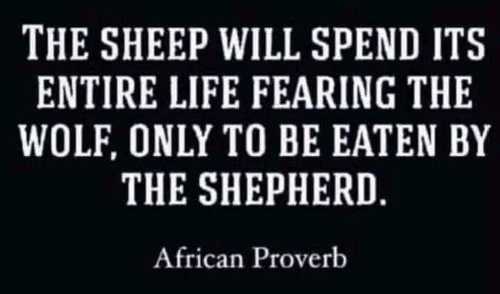 THE SHEEP WILL SPEND ITS
ENTIRE LIFE FEARING THE
WOLF, ONLY TO BE EATEN BY
THE SHEPHERD.
African Proverb